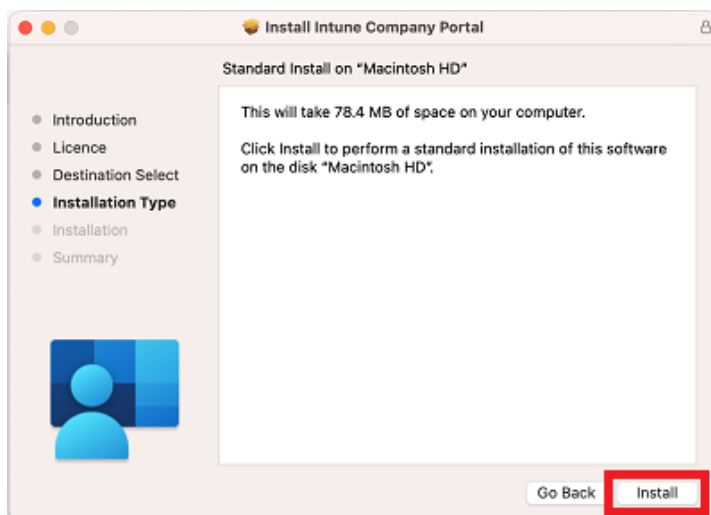 Install Intune Company Portal
Standard Install on “Macintosh HD”
Introduction
Licence
Destination Select
Installation Type
Installation
Summary
This will take 78.4 MB of space on your computer.
Click Install to perform a standard installation of this software
on the disk “Macintosh HD”.
Go Back
Install